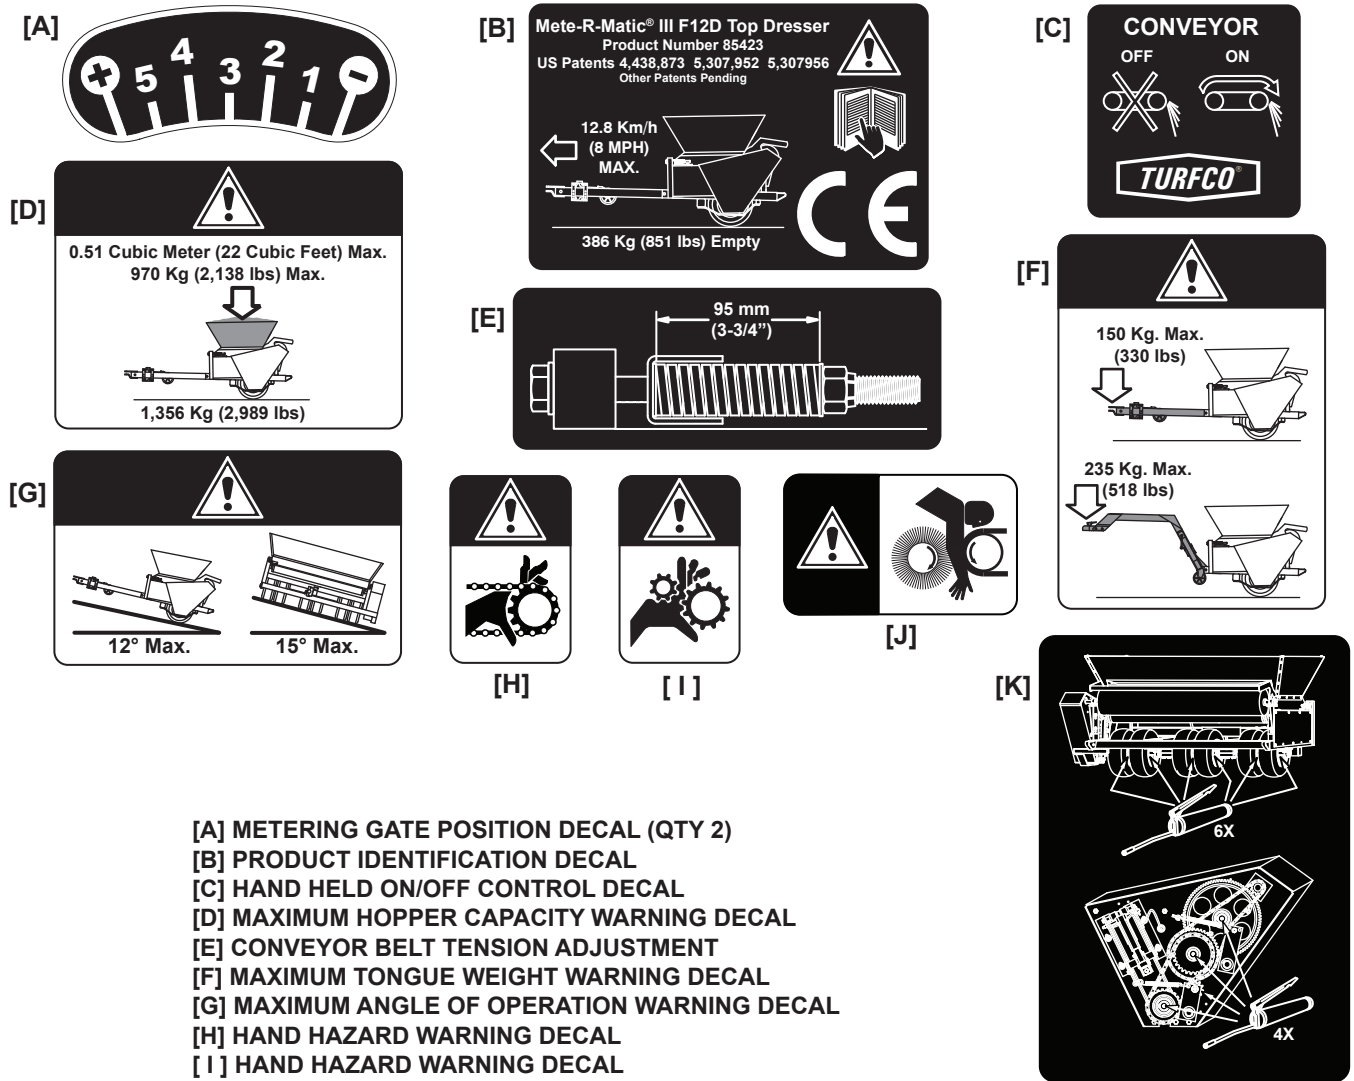 [A]
+ 5 4 3 2 1 -
[B]
Mete-R-Matic® III F12D Top Dresser
Product Number 85423
US Patents 4,438,873 5,307,952 5,307956
Other Patents Pending
12.8 Km/h
(8 MPH)
MAX.
CE
386 Kg (851 lbs) Empty
[C]
CONVEYOR
OFF ON
TURFCO®
[D]
0.51 Cubic Meter (22 Cubic Feet) Max.
970 Kg (2,138 lbs) Max.
1,356 Kg (2,989 lbs)
[E]
95 mm
(3-3/4”)
[F]
150 Kg. Max.
(330 lbs)
235 Kg. Max.
(518 lbs)
[G]
12° Max. 15° Max.
[H]
[ I ]
[J]
[K]
6X
4X
[A] METERING GATE POSITION DECAL (QTY 2)
[B] PRODUCT IDENTIFICATION DECAL
[C] HAND HELD ON/OFF CONTROL DECAL
[D] MAXIMUM HOPPER CAPACITY WARNING DECAL
[E] CONVEYOR BELT TENSION ADJUSTMENT
[F] MAXIMUM TONGUE WEIGHT WARNING DECAL
[G] MAXIMUM ANGLE OF OPERATION WARNING DECAL
[H] HAND HAZARD WARNING DECAL
[ I ] HAND HAZARD WARNING DECAL